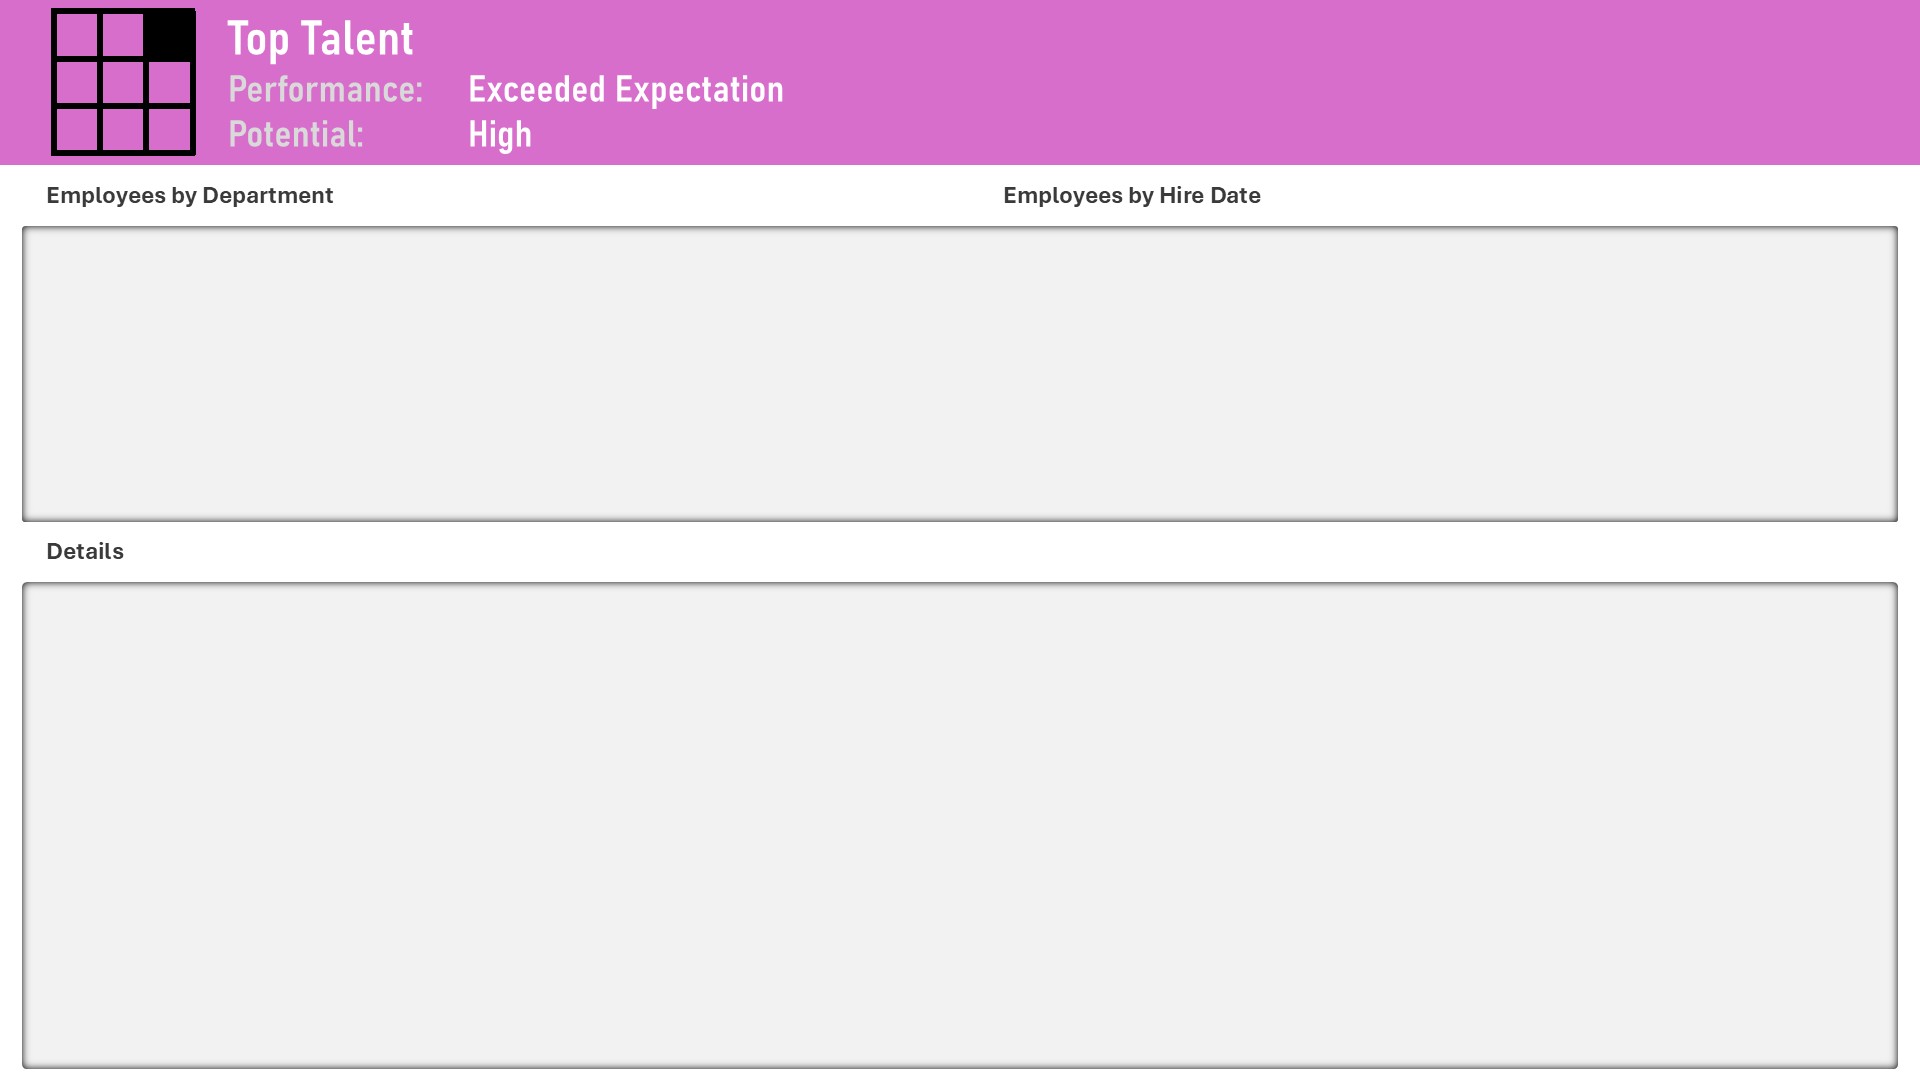 Top Talent
Performance: Exceeded Expectation
Potential: High
Employees by Department
Employees by Hire Date
Details